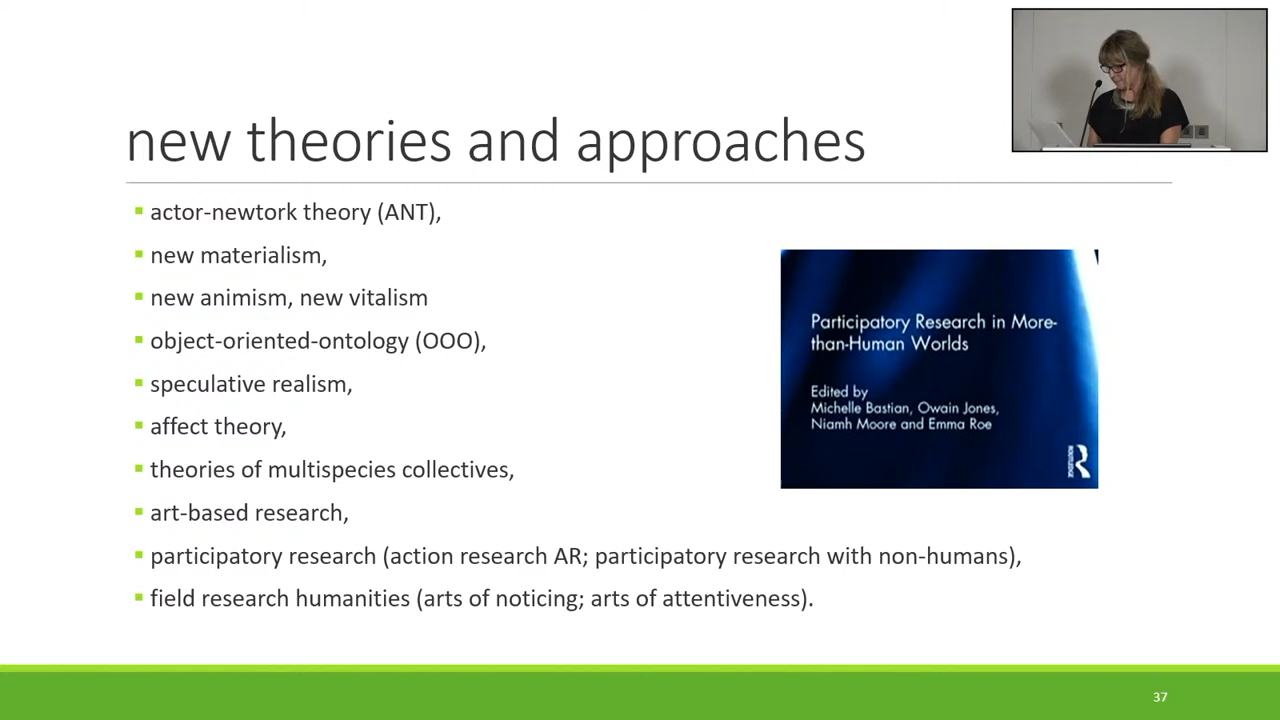 new theories and approaches
actor-newtork theory (ANT),
new materialism,
new animism, new vitalism
object-oriented-ontology (OOO),
speculative realism,
affect theory,
theories of multispecies collectives,
art-based research,
participatory research (action research AR; participatory research with non-humans),
field research humanities (arts of noticing; arts of attentiveness).
Participatory Research in More-
than-Human Worlds
Edited by
Michelle Bastian, Owain Jones,
Niamh Moore and Emma Roe
R
ROUTLEDGE
37